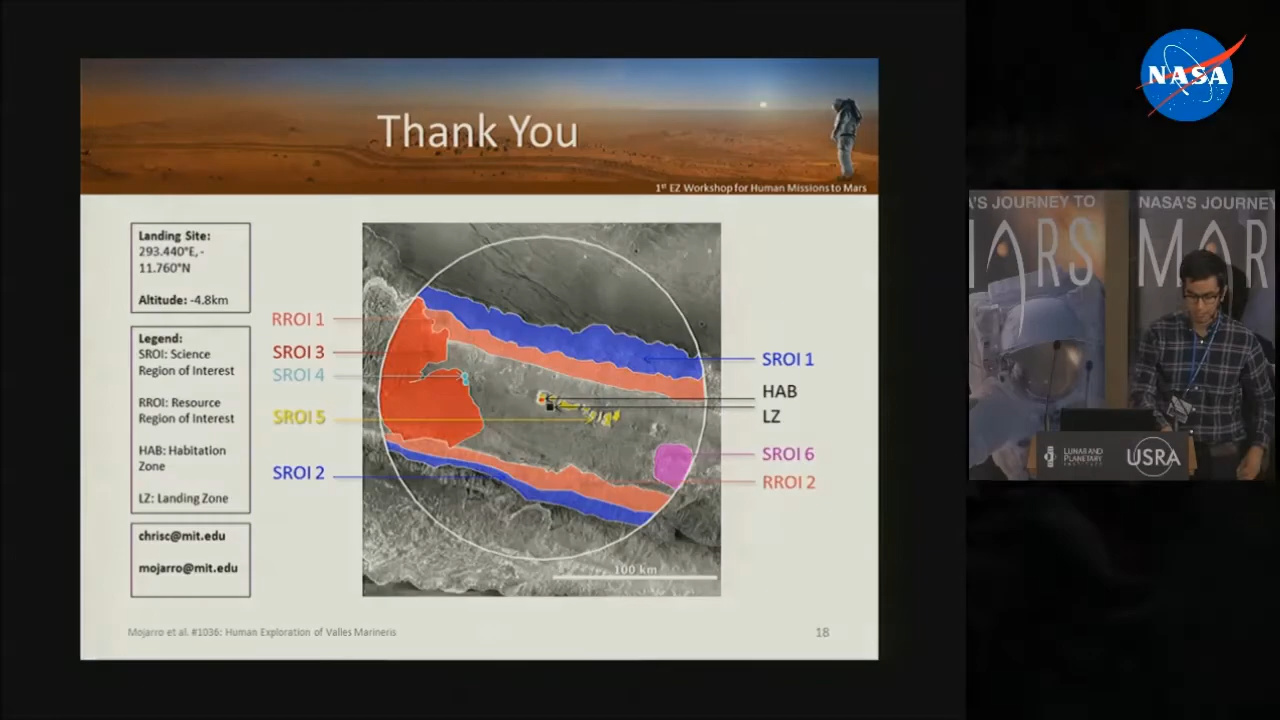 Thank You
1st EZ Workshop for Human Missions to Mars
Landing Site:
293.440°E, -
11.760°N
Altitude: -4.8km
Legend:
SROI: Science
Region of Interest
RROI: Resource
Region of Interest
HAB: Habitation
Zone
LZ: Landing Zone
chrisc@mit.edu
mojarro@mit.edu
RROI 1
SROI 3
SROI 4
SROI 5
SROI 2
SROI 1
HAB
LZ
SROI 6
RROI 2
100 km
Mojarro et al. #1036: Human Exploration of Valles Marineris
18
NASA
A'S JOURNEY TO
MARS
NASA'S JOURNEY
MAR
LUNAR AND
PLANETARY
INSTITUTE
USRA